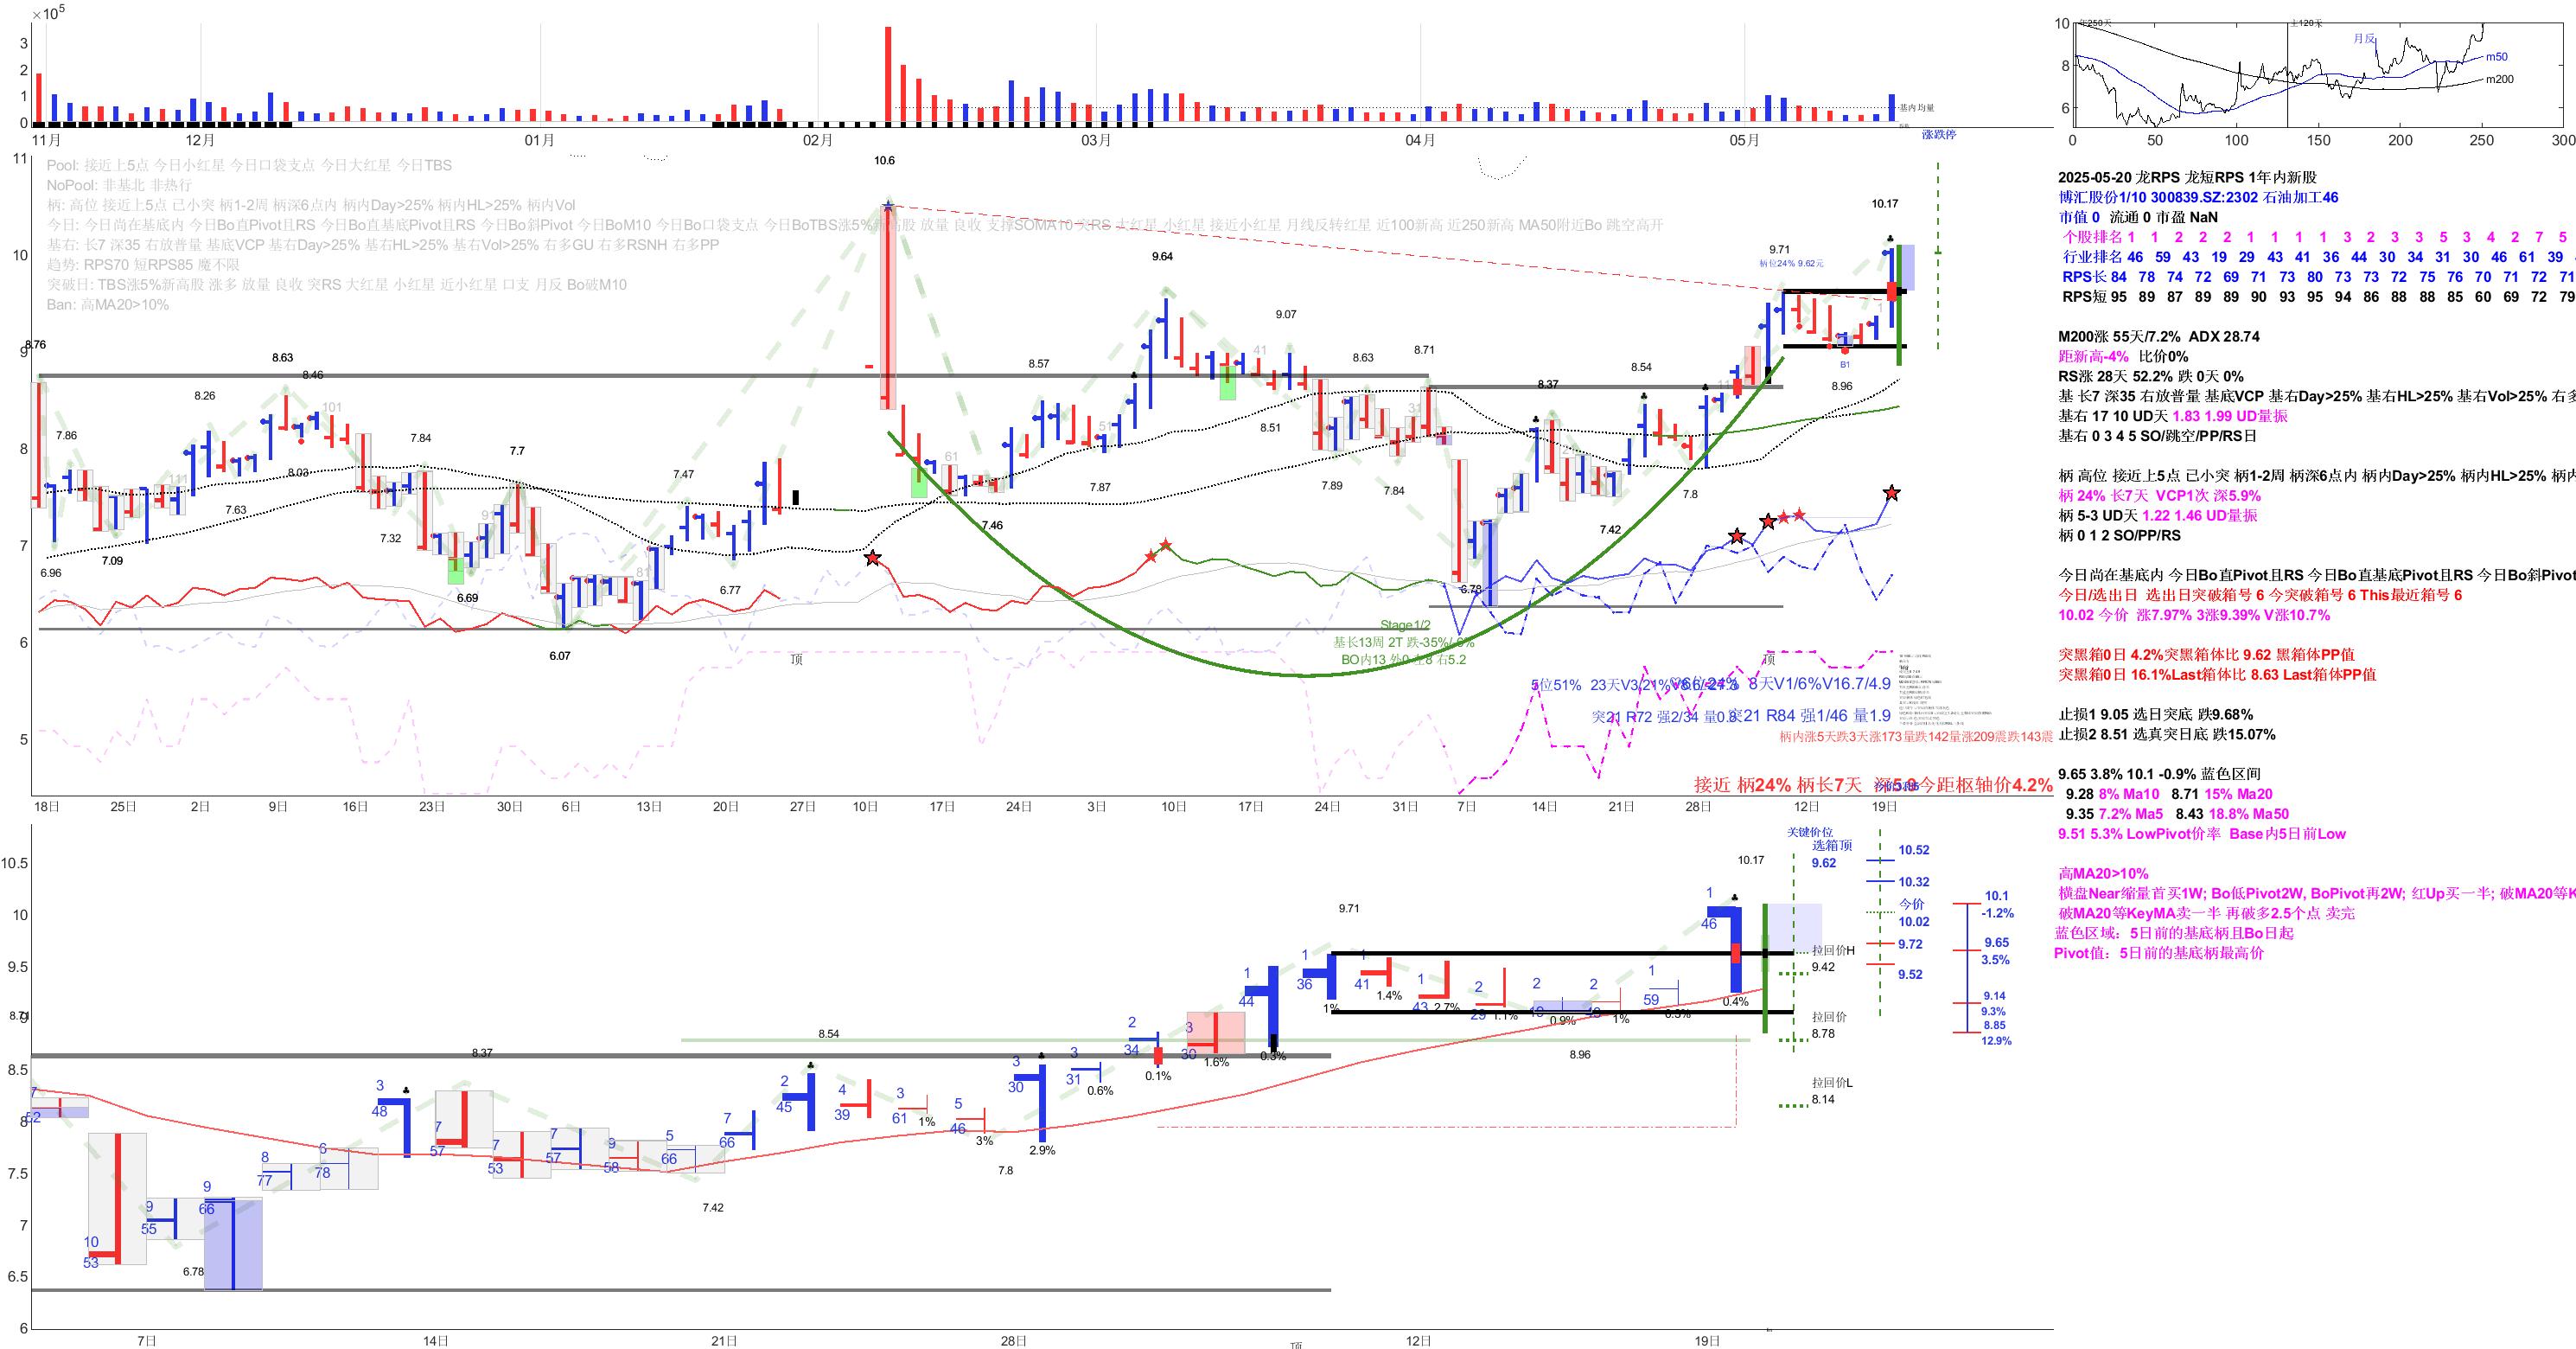 ×10⁵
3
2
1
0
基内均量
11月
12月
01月
02月
03月
04月
05月
涨跌停
11
10
9
8
7
6
5
Pool: 接近上5点 今日小红星 今日口袋支点 今日大红星 今日TBS
NoPool: 非基北 非热行
柄: 高位 接近上5点 已小突 柄1-2周 柄深6点内 柄内Day>25% 柄内HL>25% 柄内Vol
今日: 今日尚在基底内 今日Bo直Pivot且RS 今日Bo直基底Pivot且RS 今日Bo斜Pivot 今日BoM10 今日Bo口袋支点 今日BoTBS涨5%新高股 放量 良收 支撑SOMA10 突RS 大红星 小红星 接近小红星 月线反转红星 近100新高 近250新高 MA50附近Bo 跳空高开
基右: 长7 深35 右放普量 基底VCP 基右Day>25% 基右HL>25% 基右Vol>25% 右多GU 右多RSNH 右多PP
趋势: RPS70 短RPS85 魔不限
突破日: TBS涨5%新高股 涨多 放量 良收 突RS 大红星 小红星 近小红星 口支 月反 Bo破M10
Ban: 高MA20>10%
8.76
7.86
6.96
7.09
8.26
7.63
8.63
8.46
8.03
101
7.32
7.84
6.69
7.7
6.07
7.47
6.77
10.6
61
7.46
8.57
7.87
51
9.64
41
9.07
8.51
8.63
7.89
7.84
8.71
6.78
8.37
7.42
8.54
7.8
9.71
柄位24% 9.62元
B1
8.96
10.17
顶
顶
Stage1/2
基长13周 2T 跌-35%/-6%
BO内13 外0 左8 右5.2
5位51% 23天V3/21%V8.6/-24.3
6位24% 8天V1/6%V16.7/4.9
突21 R72 强2/34 量0.8
突21 R84 强1/46 量1.9
柄内涨5天跌3天涨173量跌142量涨209震跌143震
接近 柄24% 柄长7天 深5.9 今距枢轴价4.2%
18日
25日
2日
9日
16日
23日
30日
6日
13日
20日
27日
10日
17日
24日
3日
10日
17日
24日
31日
7日
14日
21日
28日
12日
19日
10.5
10
9.5
9
8.5
8
7.5
7
6.5
6
8.71
7
52
10
53
9
55
6.78
9
66
8
77
6
78
3
48
8.37
7
57
7
53
7
57
9
58
5
66
7.42
7
66
2
45
8.54
4
39
3
61
1%
5
46
3%
7.8
3
30
2.9%
3
31
0.6%
2
34
0.1%
3
30
1.6%
1
44
0.3%
1
36
1%
9.71
1
41
1.4%
1
43
2.7%
2
29
1.1%
2
0.9%
8.96
2
1%
1
59
0.3%
1
46
0.4%
10.17
关键价位
选箱顶
9.62
拉回价H
9.42
拉回价
8.78
拉回价L
8.14
10.52
10.32
今价
10.02
9.72
9.52
10.1
-1.2%
9.65
3.5%
9.14
9.3%
8.85
12.9%
7日
14日
21日
28日
顶
12日
19日
10
8
6
年250天
土120天
月反
m50
m200
0
50
100
150
200
250
300
2025-05-20 龙RPS 龙短RPS 1年内新股
博汇股份1/10 300839.SZ:2302 石油加工46
市值 0 流通 0 市盈 NaN
个股排名 1 1 2 2 2 1 1 1 1 3 2 3 3 5 3 4 2 7 5
行业排名 46 59 43 19 29 43 41 36 44 30 34 31 30 46 61 39
RPS长 84 78 74 72 69 71 73 80 73 73 72 75 76 70 71 72 71
RPS短 95 89 87 89 89 90 93 95 94 86 88 88 85 60 69 72 79
M200涨 55天/7.2% ADX 28.74
距新高-4% 比价0%
RS涨 28天 52.2% 跌 0天 0%
基 长7 深35 右放普量 基底VCP 基右Day>25% 基右HL>25% 基右Vol>25% 右多
基右 17 10 UD天 1.83 1.99 UD量振
基右 0 3 4 5 SO/跳空/PP/RS日
柄 高位 接近上5点 已小突 柄1-2周 柄深6点内 柄内Day>25% 柄内HL>25% 柄内
柄 24% 长7天 VCP1次 深5.9%
柄 5-3 UD天 1.22 1.46 UD量振
柄 0 1 2 SO/PP/RS
今日尚在基底内 今日Bo直Pivot且RS 今日Bo直基底Pivot且RS 今日Bo斜Pivot
今日/选出日 选出日突破箱号 6 今突破箱号 6 This最近箱号 6
10.02 今价 涨7.97% 3涨9.39% V涨10.7%
突黑箱0日 4.2%突黑箱体比 9.62 黑箱体PP值
突黑箱0日 16.1%Last箱体比 8.63 Last箱体PP值
止损1 9.05 选日突底 跌9.68%
止损2 8.51 选真突日底 跌15.07%
9.65 3.8% 10.1 -0.9% 蓝色区间
9.28 8% Ma10 8.71 15% Ma20
9.35 7.2% Ma5 8.43 18.8% Ma50
9.51 5.3% LowPivot价率 Base内5日前Low
高MA20>10%
横盘Near缩量首买1W; Bo低Pivot2W, BoPivot再2W; 红Up买一半; 破MA20等K
破MA20等KeyMA卖一半 再破多2.5个点 卖完
蓝色区域：5日前的基底柄且Bo日起
Pivot值：5日前的基底柄最高价